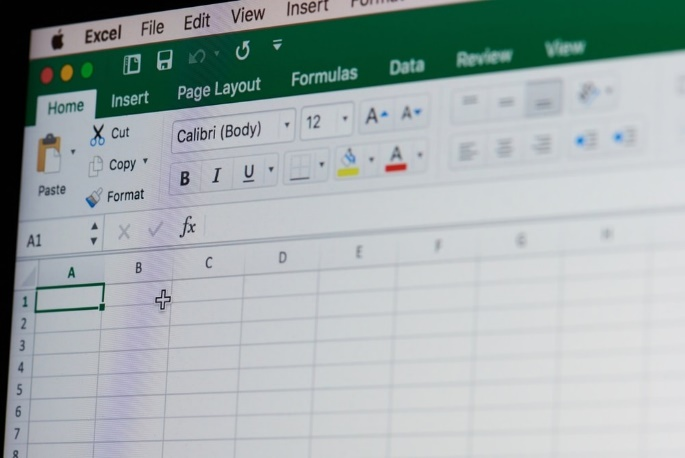 Excel File Edit View Insert
Home Insert Page Layout Formulas Data Review View
Cut
Calibri (Body) 12 A A
Copy
Paste
Format
B I U A
A1 fx
A B C D E F G H
1
2
3
4
5
6
7
8